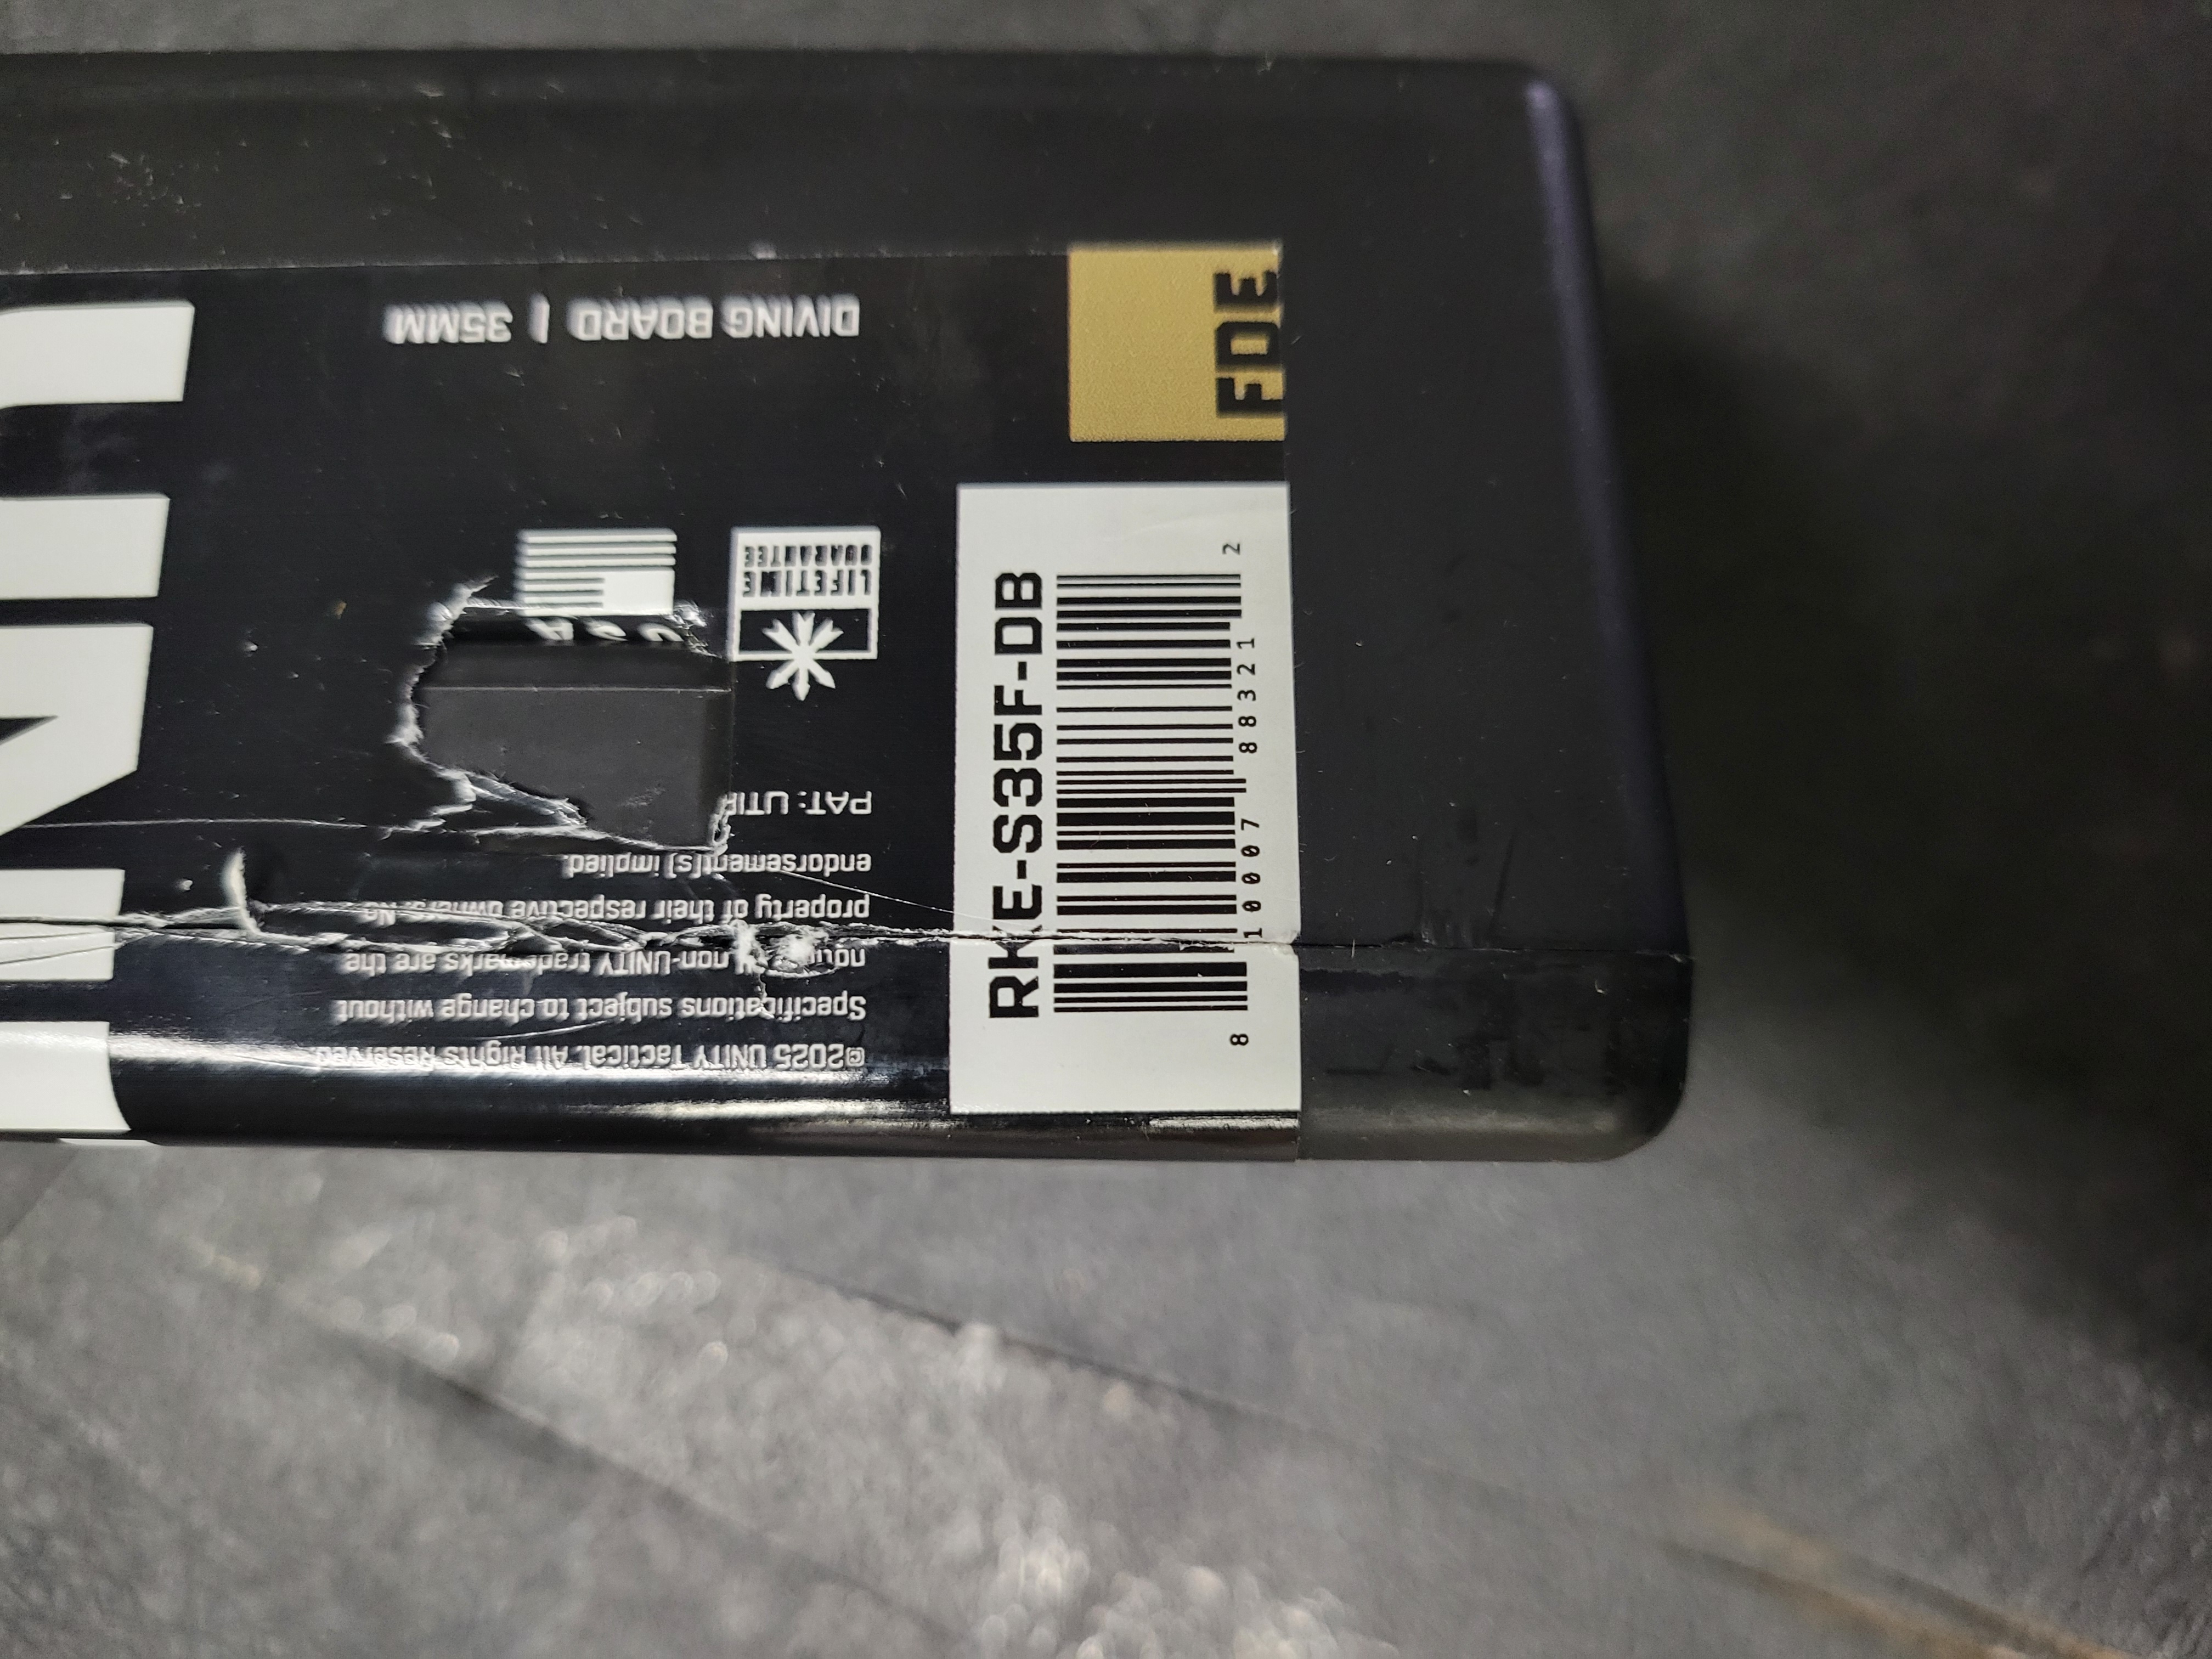 DIVING BOARD | 35MM
FDE
LIFETIME
GUARANTEE
USA
RKE-S35F-DB
8 10007 88321 2
PAT:
endorsement(s) implied.
property of their respective owners. No
non-UNITY trademarks are the
Specifications subject to change without
©2025 UNITY Tactical. All Rights Reserved.